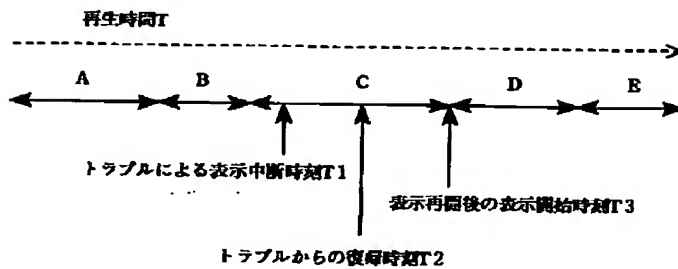 再生時間T
A B C D E
トラブルによる表示中断時刻T1
表示再開後の表示開始時刻T3
トラブルからの復帰時刻T2